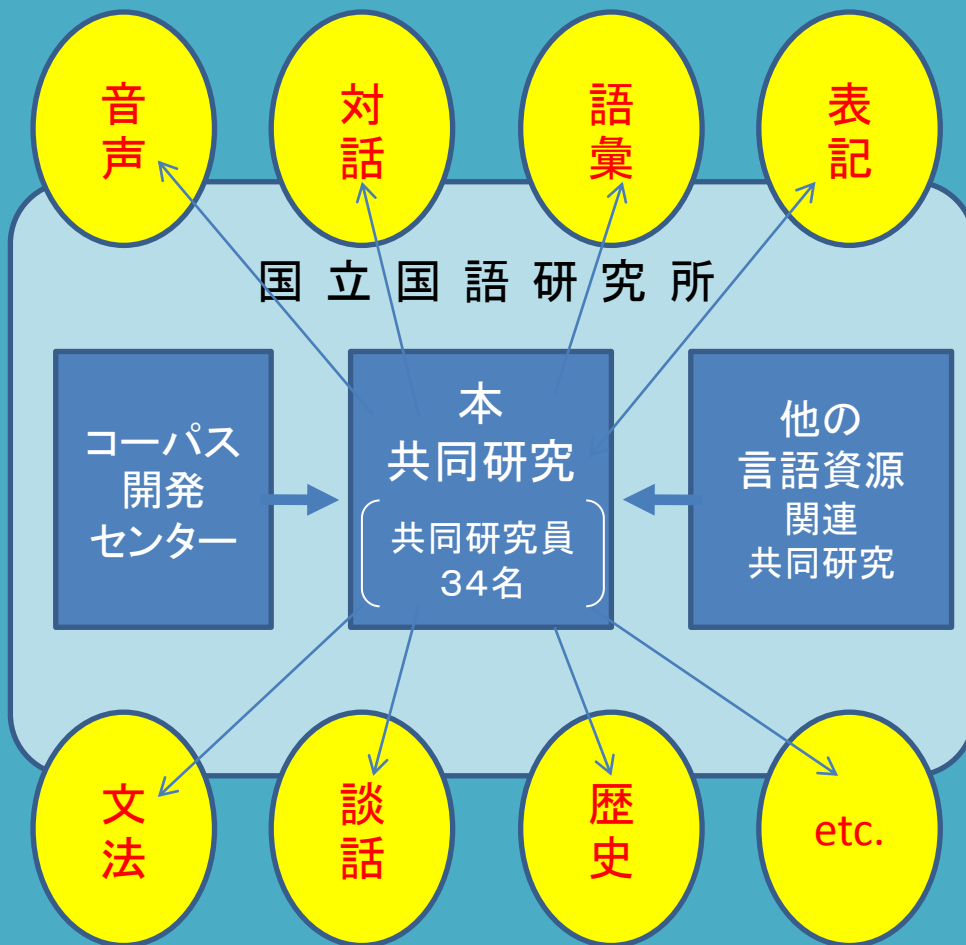 音声
対話
語彙
表記
国立国語研究所
コーパス
開発
センター
本
共同研究
共同研究員
３４名
他の
言語資源
関連
共同研究
文法
談話
歴史
etc.